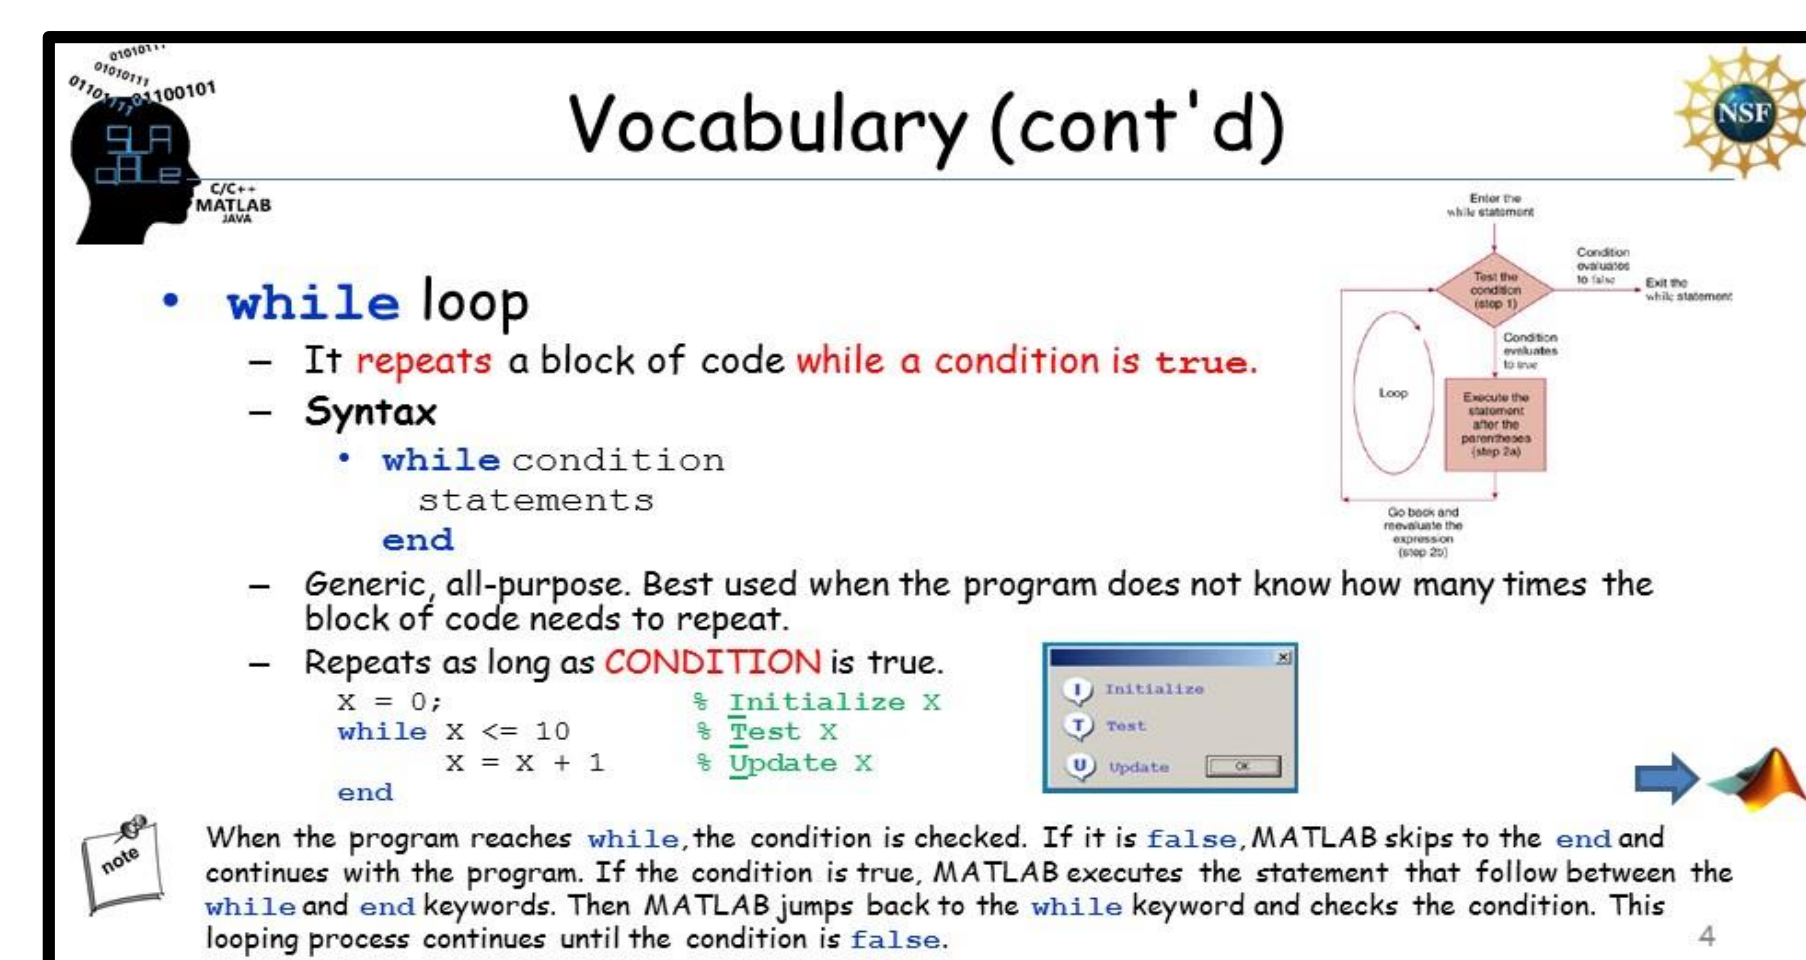 01010111
01010111
01101111
01100101
SLA
able
C/C++
MATLAB
JAVA
Vocabulary (cont'd)
NSF
Enter the
while statement
Test the
condition
(step 1)
Condition
evaluates
to false
Exit the
while statement
Condition
evaluates
to true
Loop
Execute the
statement
after the
parentheses
(step 2a)
Go back and
reevaluate the
expression
(step 2b)
• while loop
– It repeats a block of code while a condition is true.
– Syntax
• while condition
statements
end
– Generic, all-purpose. Best used when the program does not know how many times the
block of code needs to repeat.
– Repeats as long as CONDITION is true.
X = 0; % Initialize X
while X <= 10 % Test X
X = X + 1 % Update X
end
I Initialize
T Test
U Update OK
note
When the program reaches while, the condition is checked. If it is false, MATLAB skips to the end and
continues with the program. If the condition is true, MATLAB executes the statement that follow between the
while and end keywords. Then MATLAB jumps back to the while keyword and checks the condition. This
looping process continues until the condition is false.
4